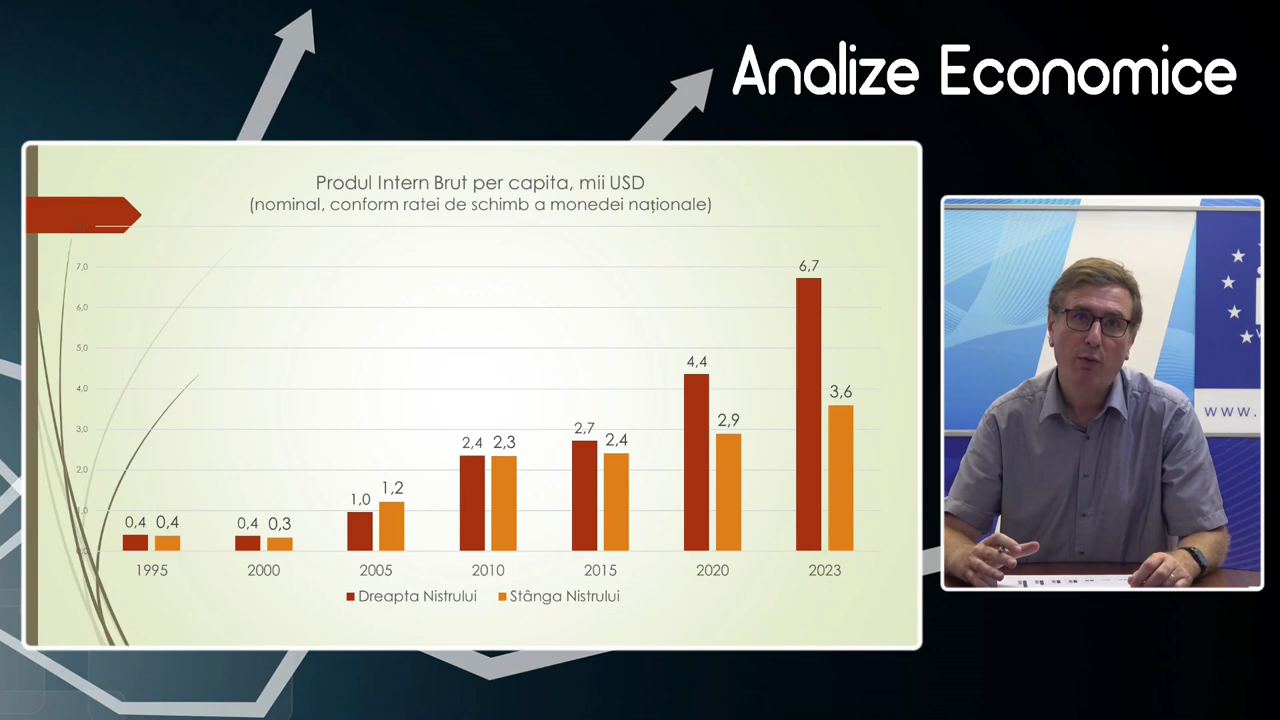 Analize Economice
Produl Intern Brut per capita, mii USD
(nominal, conform ratei de schimb a monedei naționale)
7,0
6,0
5,0
4,0
3,0
2,0
1,0
0,0
0,4 0,4
0,4 0,3
1,0 1,2
2,4 2,3
2,7 2,4
4,4 2,9
6,7 3,6
1995 2000 2005 2010 2015 2020 2023
Dreapta Nistrului Stânga Nistrului
www.